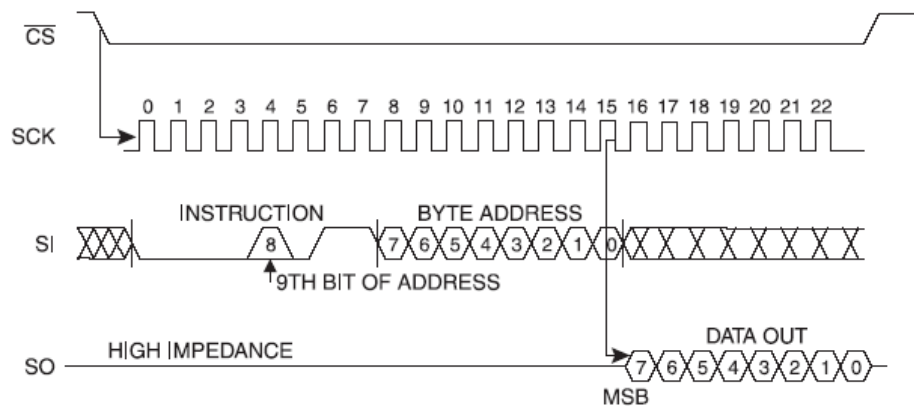 CS
0 1 2 3 4 5 6 7 8 9 10 11 12 13 14 15 16 17 18 19 20 21 22
SCK
INSTRUCTION BYTE ADDRESS
SI 8 7 6 5 4 3 2 1 0
9TH BIT OF ADDRESS
HIGH IMPEDANCE DATA OUT
SO 7 6 5 4 3 2 1 0
MSB